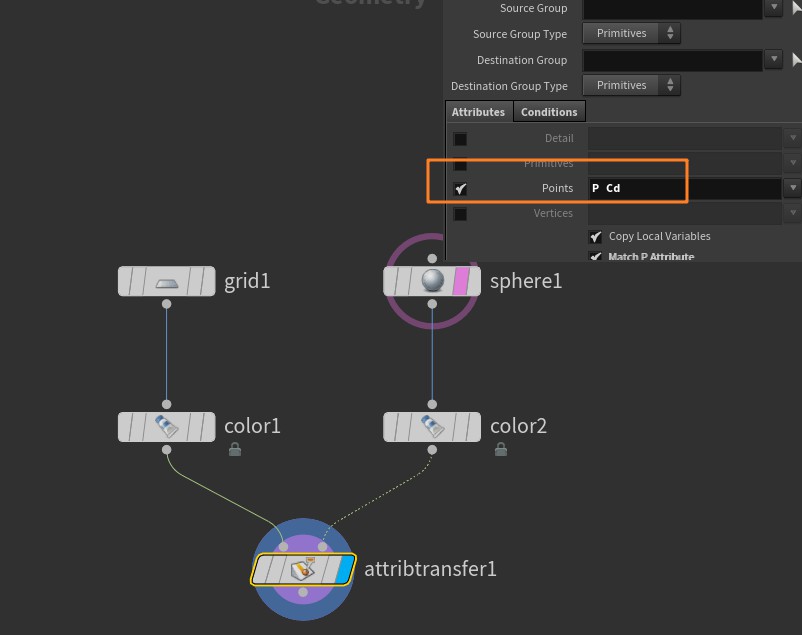 Geometry
Source Group
Source Group Type Primitives
Destination Group
Destination Group Type Primitives
Attributes Conditions
Detail
Primitives
Points P Cd
Vertices
Copy Local Variables
Match P Attribute
grid1
sphere1
color1
color2
attribtransfer1